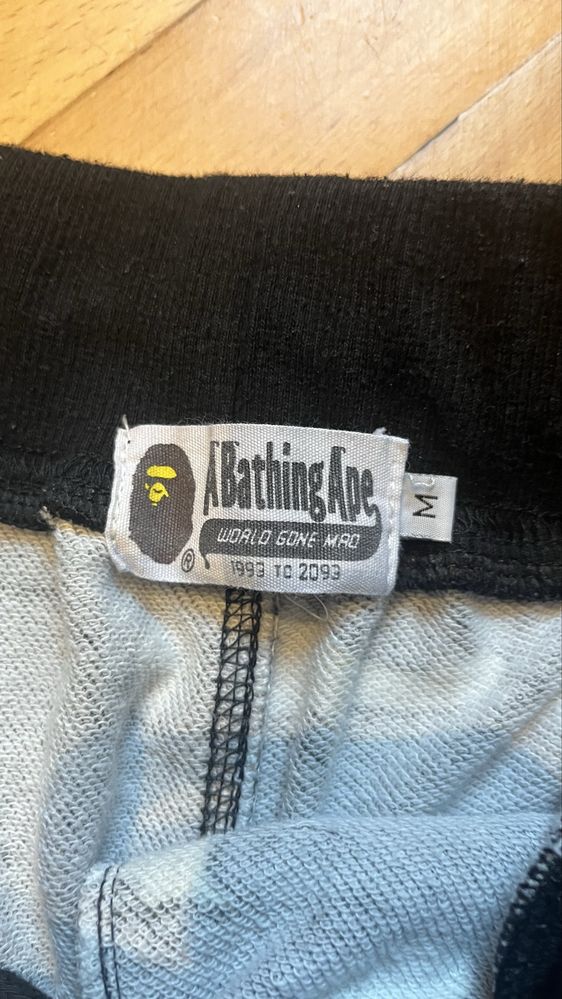 A Bathing Ape
®
WORLD GONE MAD
1993 TO 2093
M